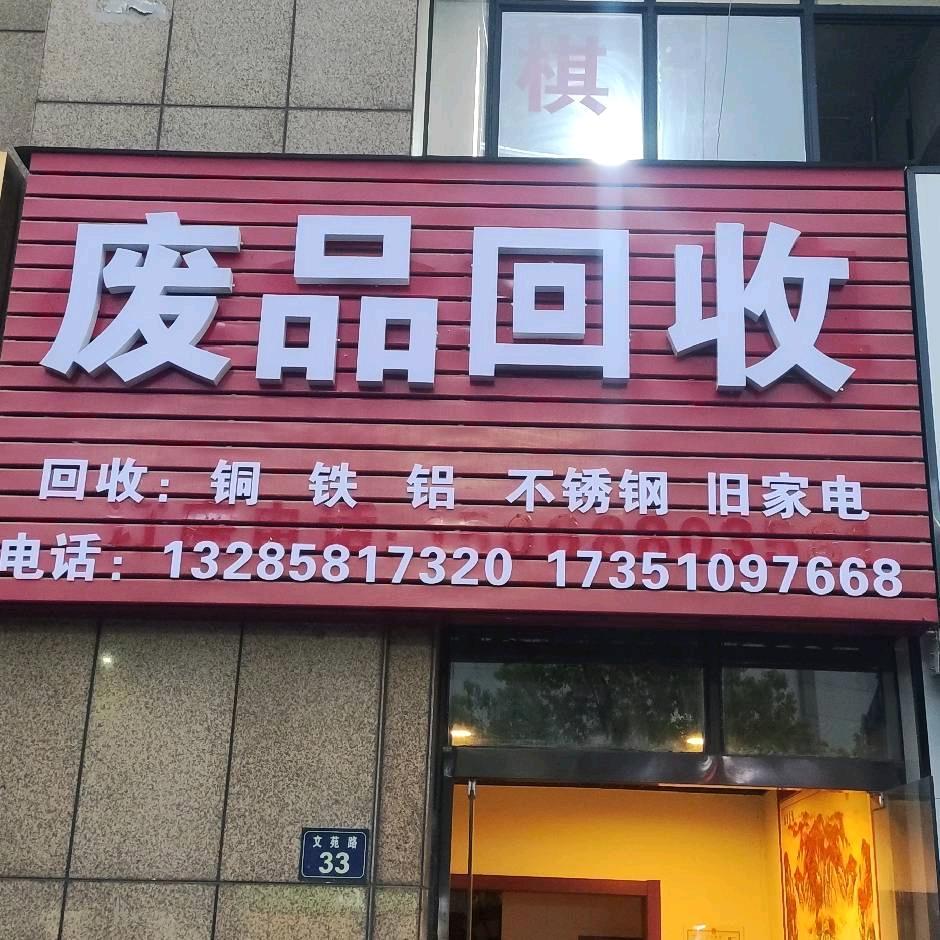 棋
废品回收
回收：铜 铁 铝 不锈钢 旧家电
电话：13285817320 17351097668
文苑路
33